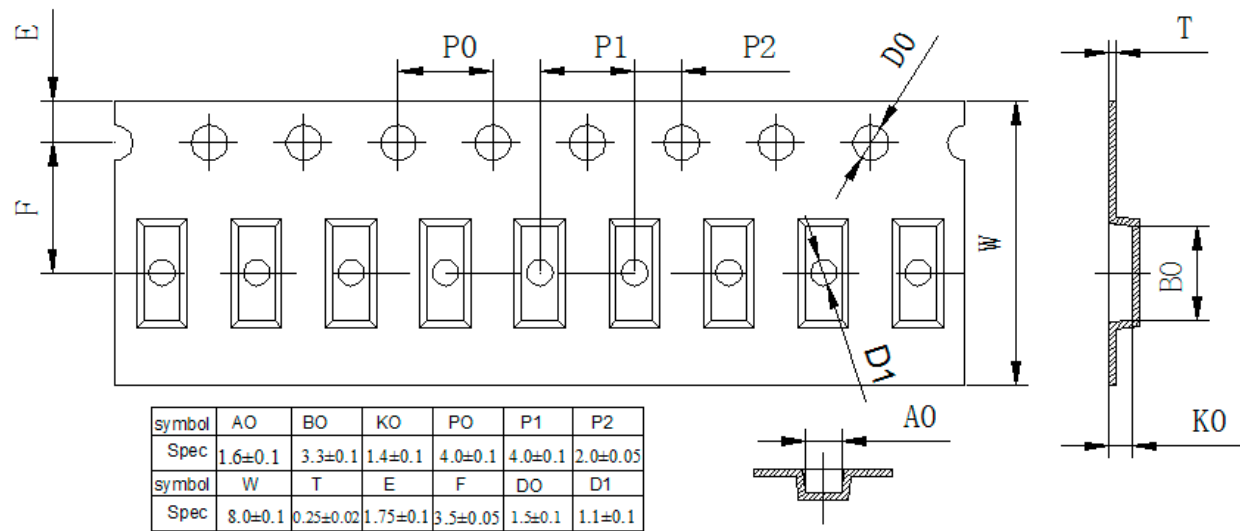 E
P0
P1
P2
D0
T
F
W
B0
D1
A0
K0
symbol AO BO KO PO P1 P2
Spec 1.6±0.1 3.3±0.1 1.4±0.1 4.0±0.1 4.0±0.1 2.0±0.05
symbol W T E F DO D1
Spec 8.0±0.1 0.25±0.02 1.75±0.1 3.5±0.05 1.5±0.1 1.1±0.1